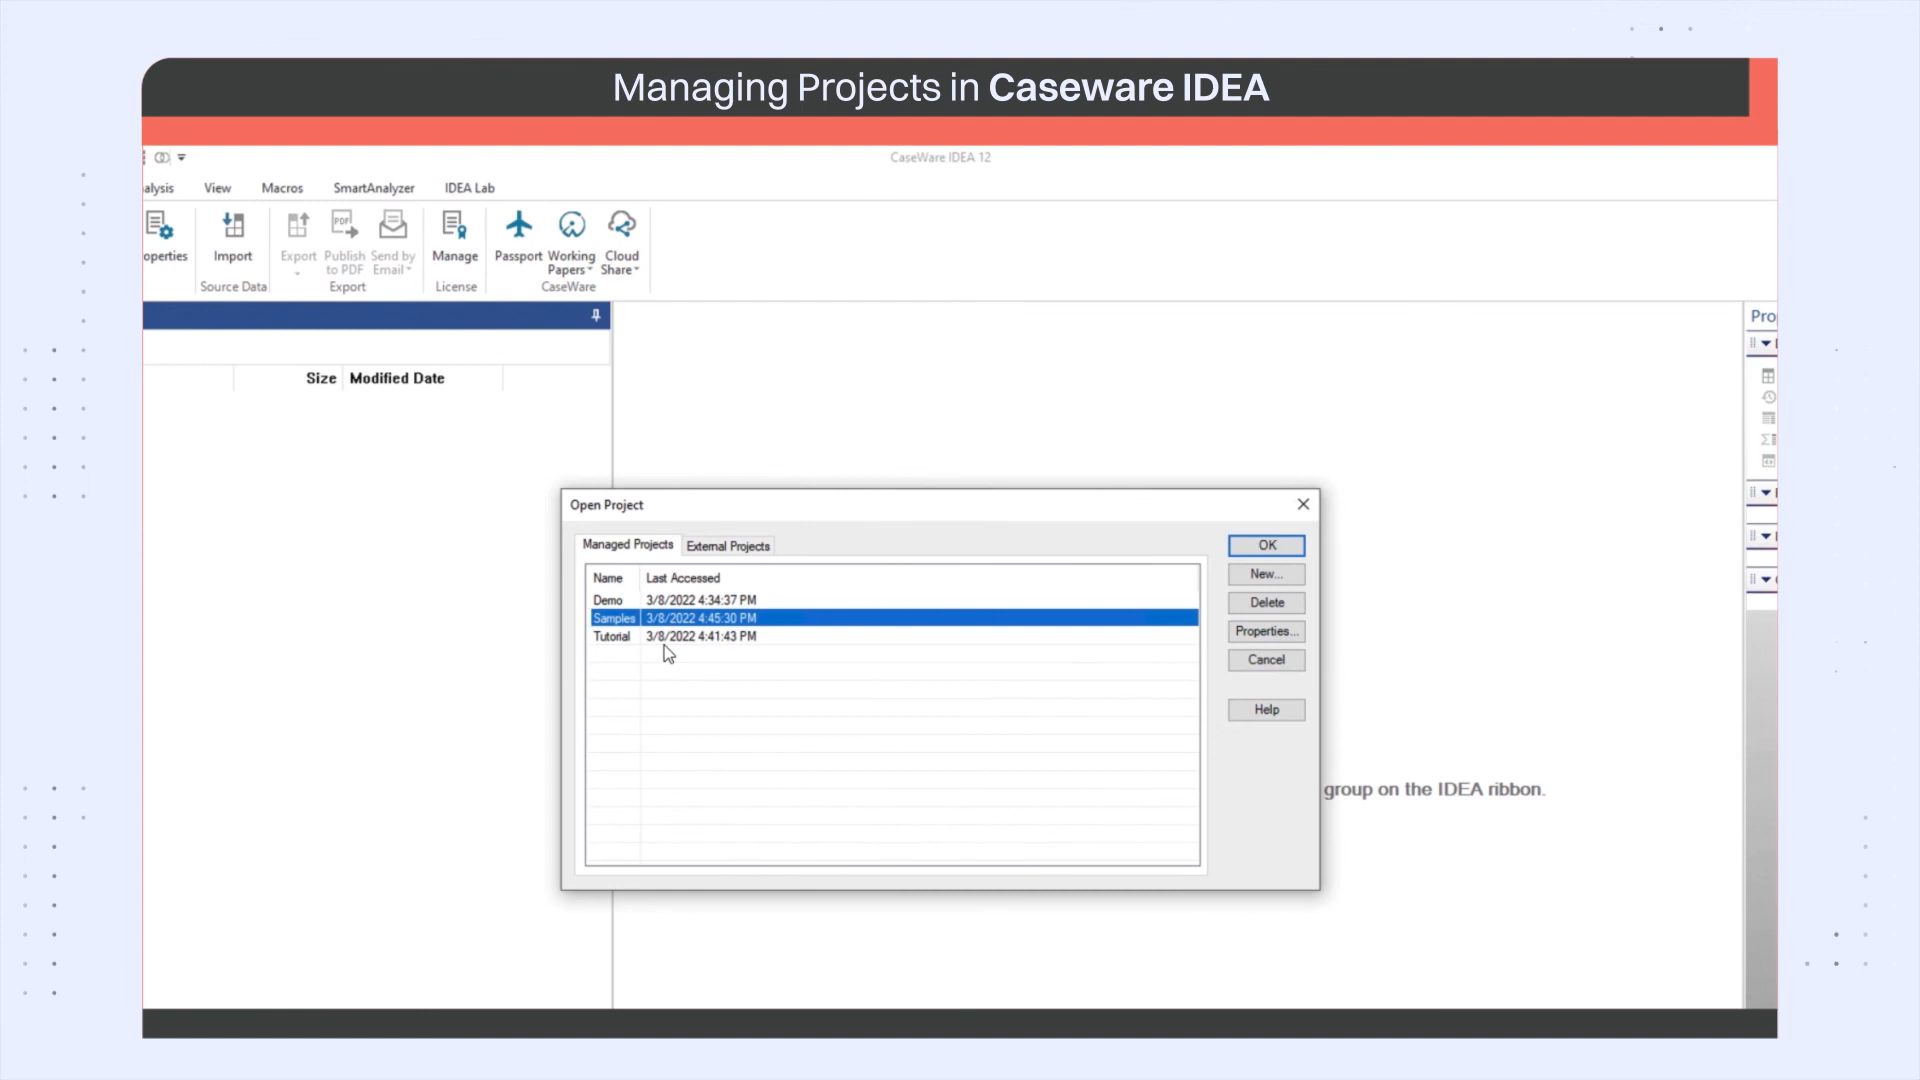 Managing Projects in Caseware IDEA
CaseWare IDEA 12
alysis View Macros SmartAnalyzer IDEA Lab
PDF
operties Import Export Publish to PDF Send by Email Manage Passport Working Papers Cloud Share
Source Data Export License CaseWare
Pro
Size Modified Date
Open Project
Managed Projects External Projects
OK
Name Last Accessed
New...
Demo 3/8/2022 4:34:37 PM
Delete
Samples 3/8/2022 4:45:30 PM
Tutorial 3/8/2022 4:41:43 PM
Properties...
Cancel
Help
group on the IDEA ribbon.